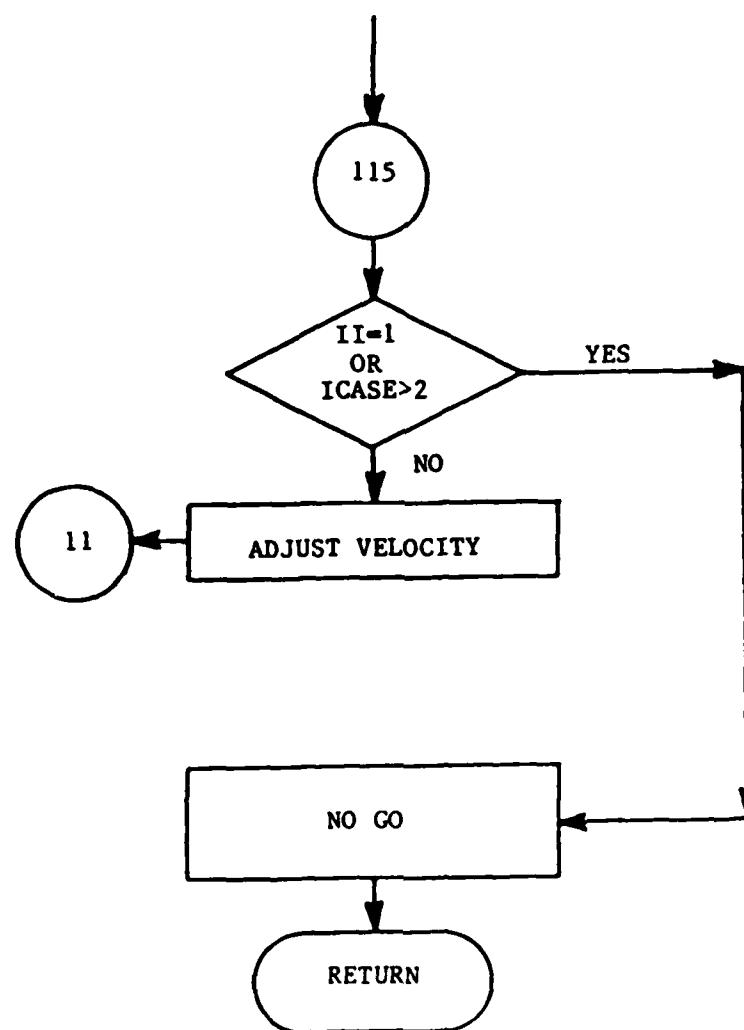 115
II=1
OR
ICASE>2
YES
NO
11
ADJUST VELOCITY
NO GO
RETURN